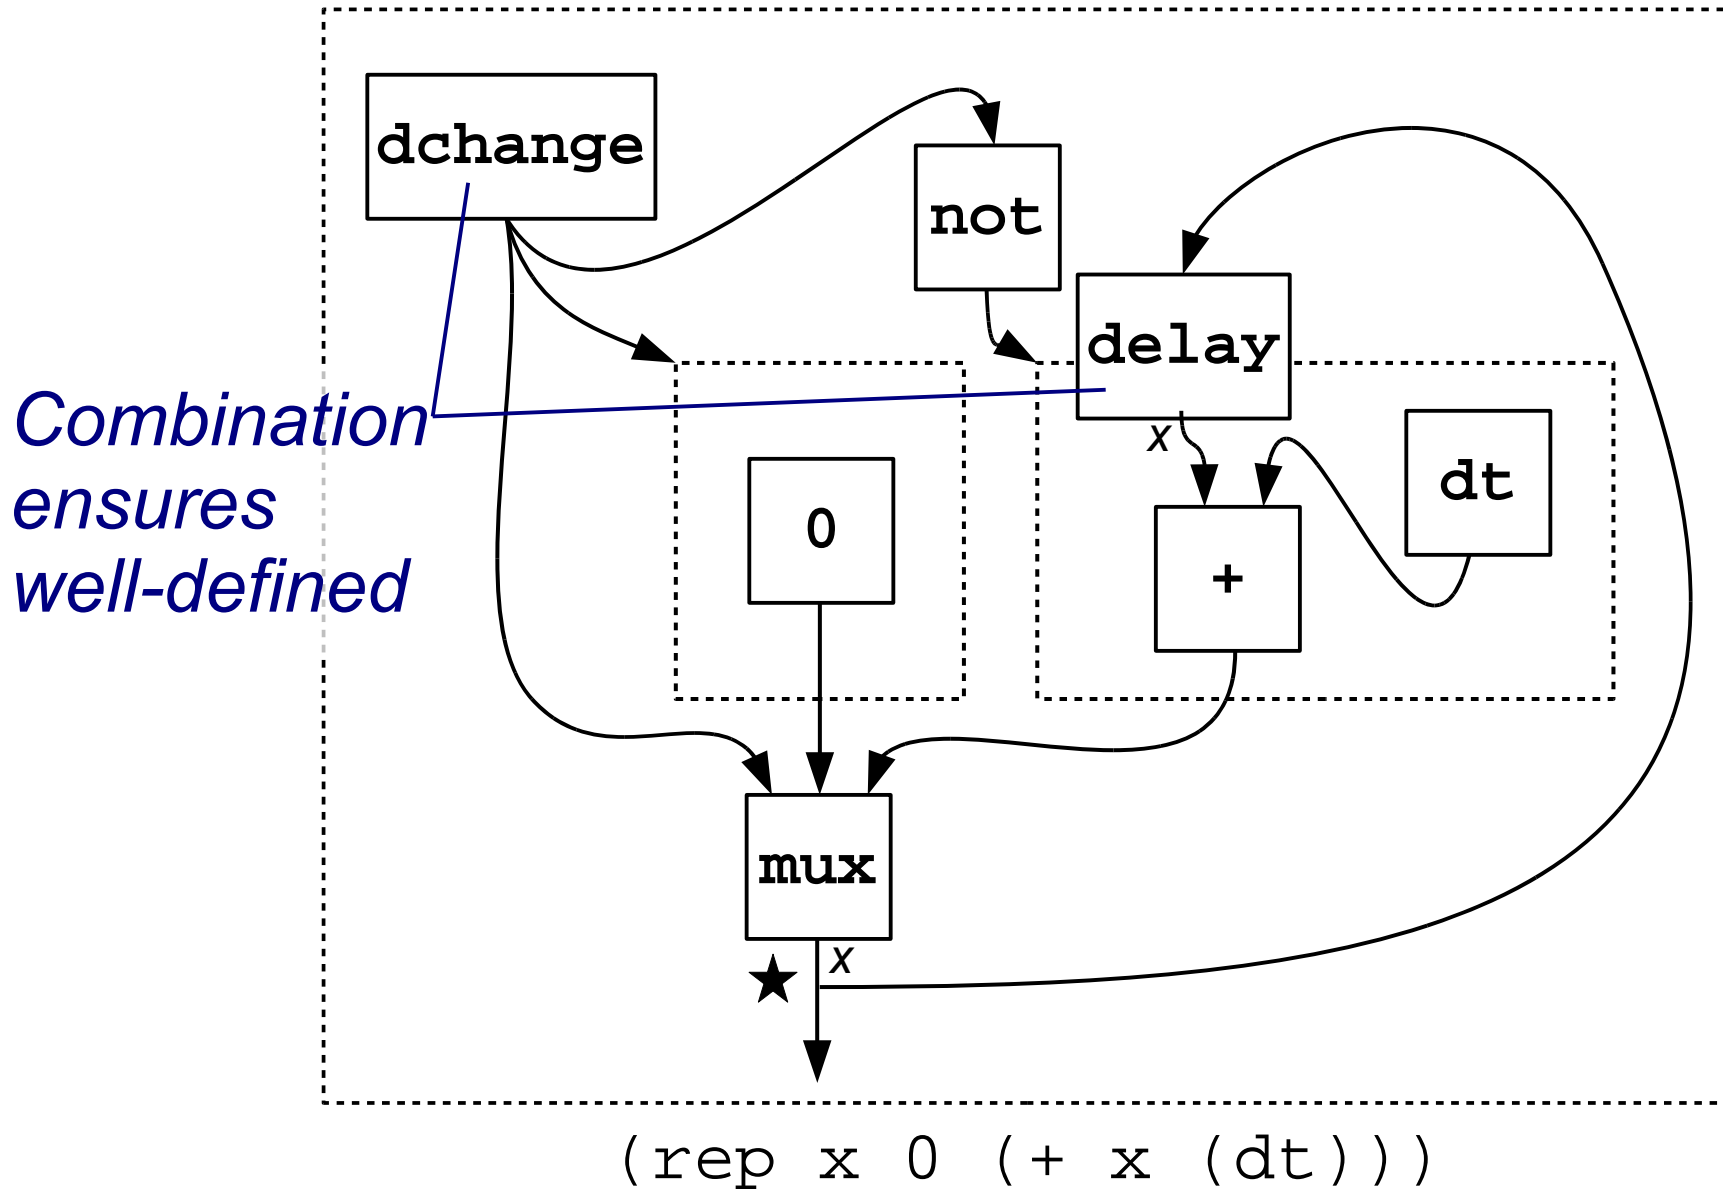 dchange
not
delay
x
dt
Combination
ensures
well-defined
0
+
mux
x
(rep x 0 (+ x (dt)))